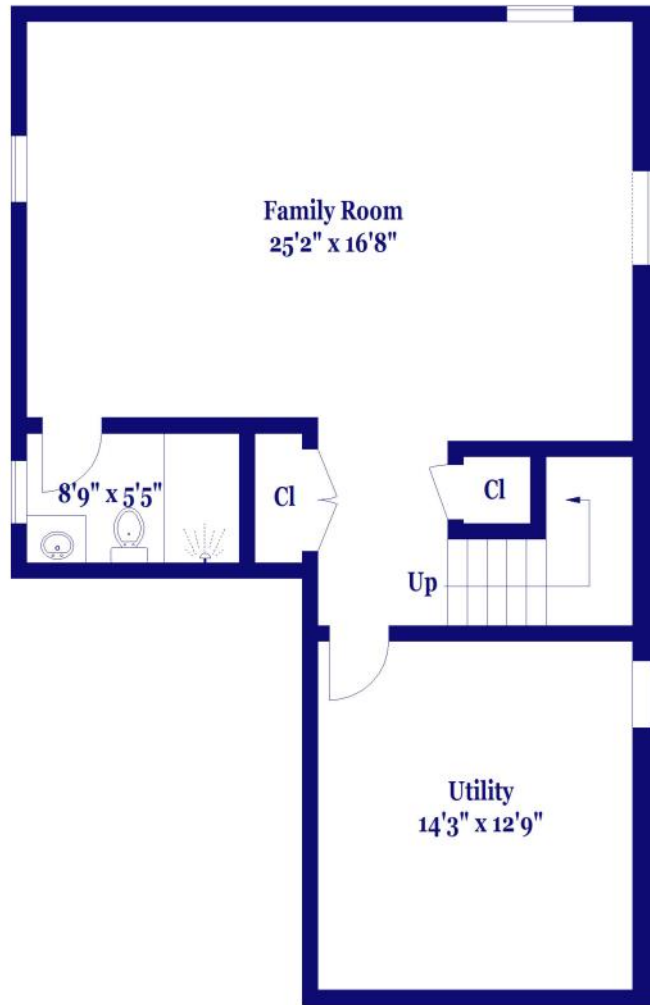 Family Room
25'2" x 16'8"
8'9" x 5'5"
Cl
Cl
Up
Utility
14'3" x 12'9"